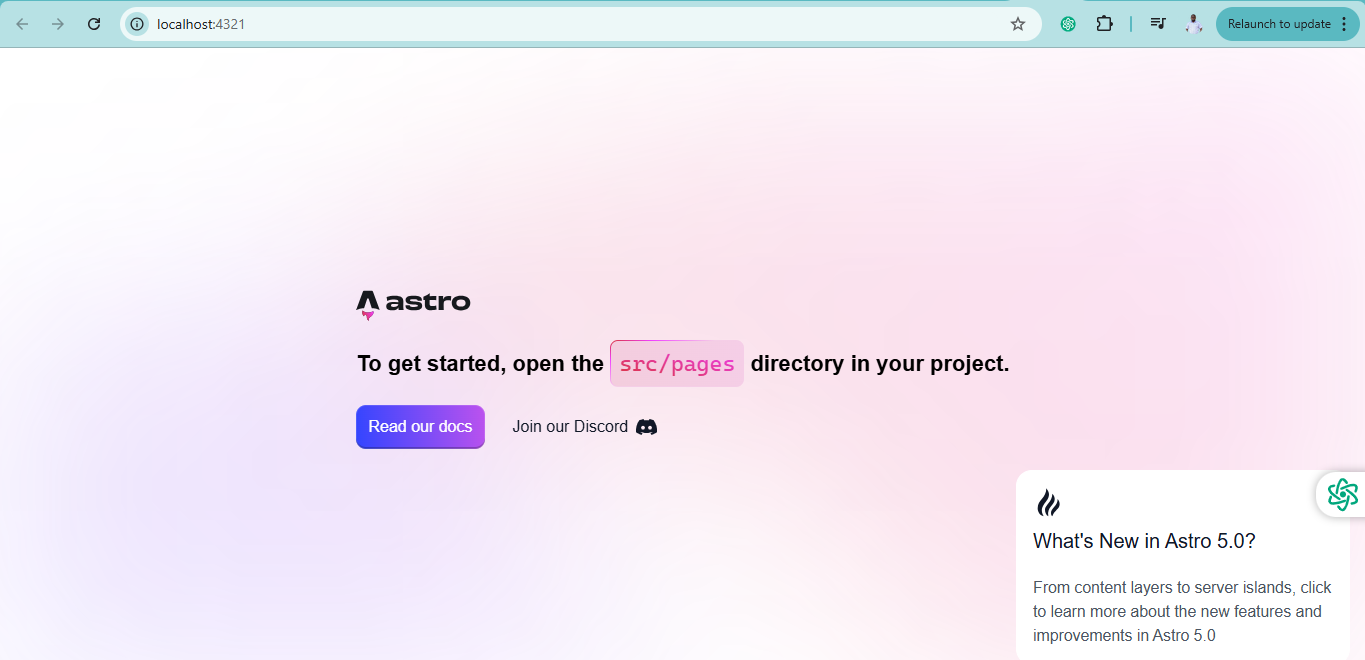 localhost:4321
Relaunch to update
astro
To get started, open the src/pages directory in your project.
Read our docs
Join our Discord
What's New in Astro 5.0?
From content layers to server islands, click
to learn more about the new features and
improvements in Astro 5.0